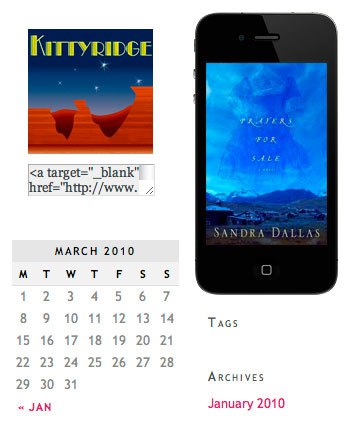 KITTYRIDGE
<a target="_blank"
href="http://www.
MARCH 2010
M T W T F S S
1 2 3 4 5 6 7
8 9 10 11 12 13 14
15 16 17 18 19 20 21
22 23 24 25 26 27 28
29 30 31
« JAN
PRAYERS
FOR
SALE
A NOVEL
SANDRA DALLAS
TAGS
ARCHIVES
January 2010